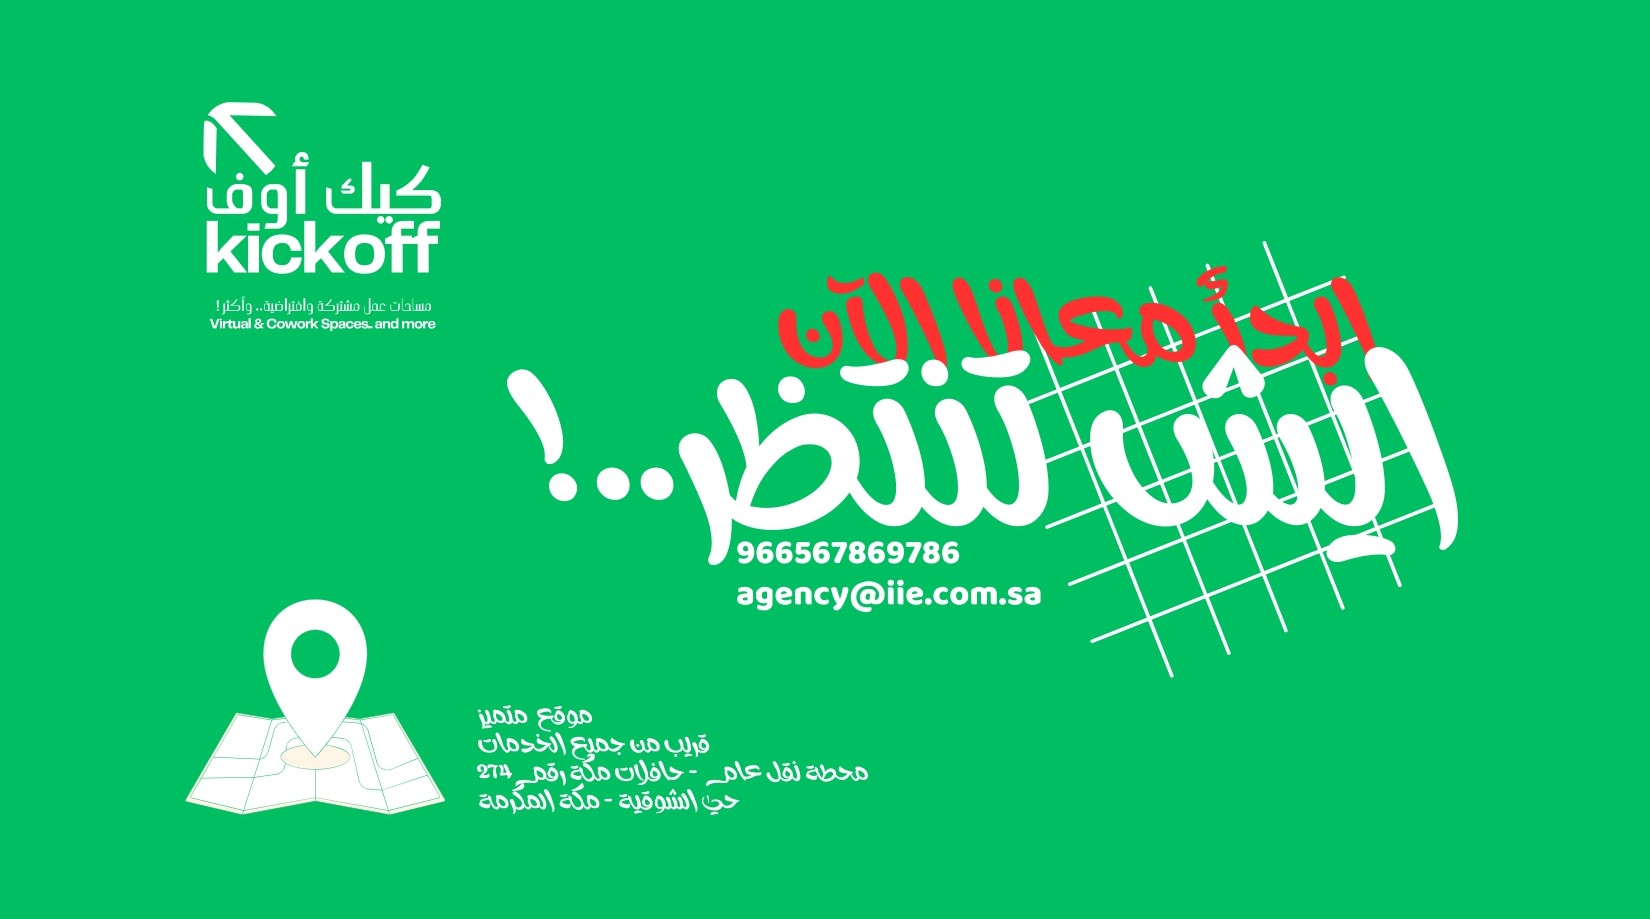 كيك أوف
kickoff
مساحات عمل مشتركة وافتراضية.. وأكثر!
Virtual & Cowork Spaces.. and more
ابدأ معانا الآن
ايش تنتظر...!
966567869786
agency@iie.com.sa
موقع متميز
قريب من جميع الخدمات
محطة نقل عام - حافلات مكة رقم 274
حي الشوقية - مكة المكرمة